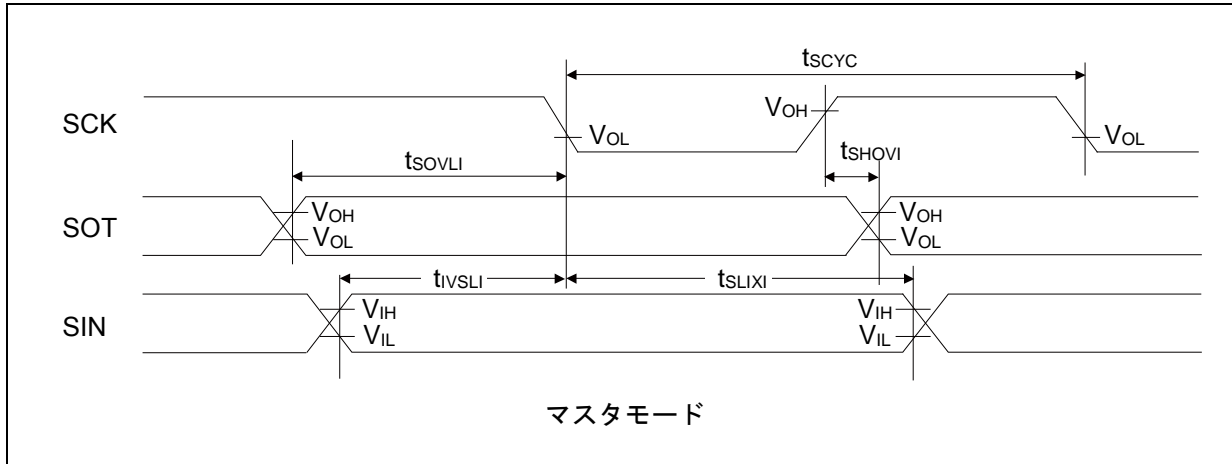 tSCYC
SCK
VOH
VOL
VOL
tSHOVI
tSOVLI
SOT
VOH
VOL
VOH
VOL
tIVSLI
tSLIXI
SIN
VIH
VIL
VIH
VIL
マスタモード